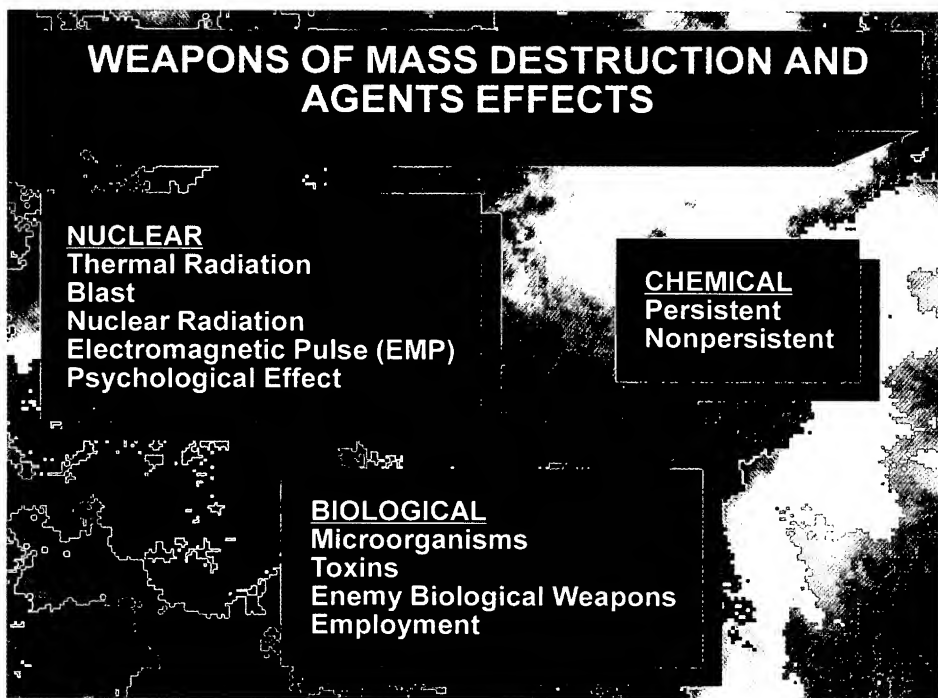 WEAPONS OF MASS DESTRUCTION AND
AGENTS EFFECTS
NUCLEAR
Thermal Radiation
Blast
Nuclear Radiation
Electromagnetic Pulse (EMP)
Psychological Effect
CHEMICAL
Persistent
Nonpersistent
BIOLOGICAL
Microorganisms
Toxins
Enemy Biological Weapons
Employment